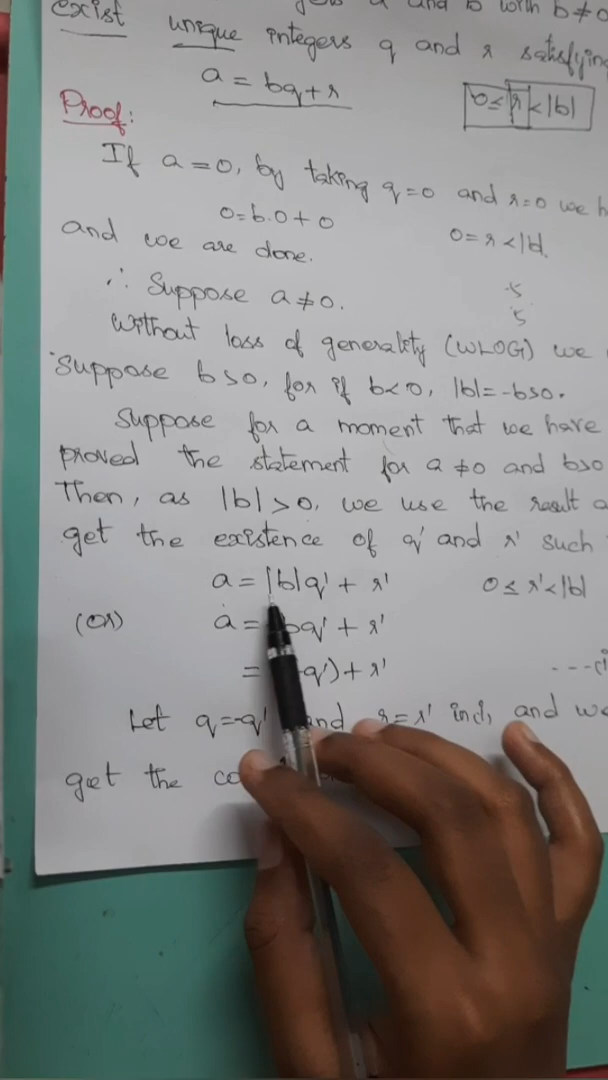 exist unique integers q and r satisfying
a = bq + r
0 ≤ r < |b|
Proof:
If a = 0, by taking q = 0 and r = 0 we
0 = b.0 + 0
0 = r < |b|.
and we are done.
∴ Suppose a ≠ 0.
Without loss of generality (WLOG) we
suppose b > 0, for if b < 0, |b| = -b > 0.
Suppose for a moment that we have
proved the statement for a ≠ 0 and b > 0
Then, as |b| > 0, we use the result
get the existence of q' and r' such
a = |b|q' + r'
0 ≤ r' < |b|
(Or)
a = bq' + r'
= q') + r'
Let q = -q' and r = r' in (i), and
get the